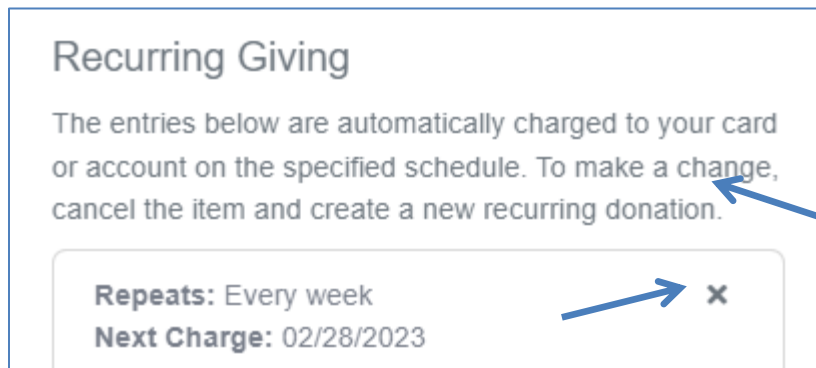 Recurring Giving
The entries below are automatically charged to your card
or account on the specified schedule. To make a change,
cancel the item and create a new recurring donation.
Repeats: Every week
Next Charge: 02/28/2023